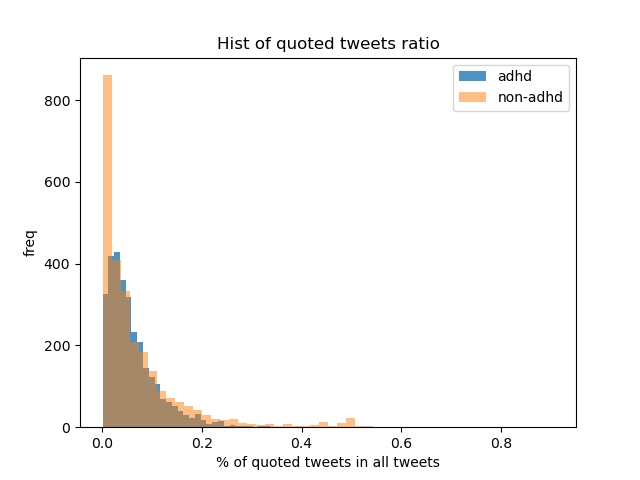 Hist of quoted tweets ratio
adhd
non-adhd
freq
800
600
400
200
0
0.0 0.2 0.4 0.6 0.8
% of quoted tweets in all tweets